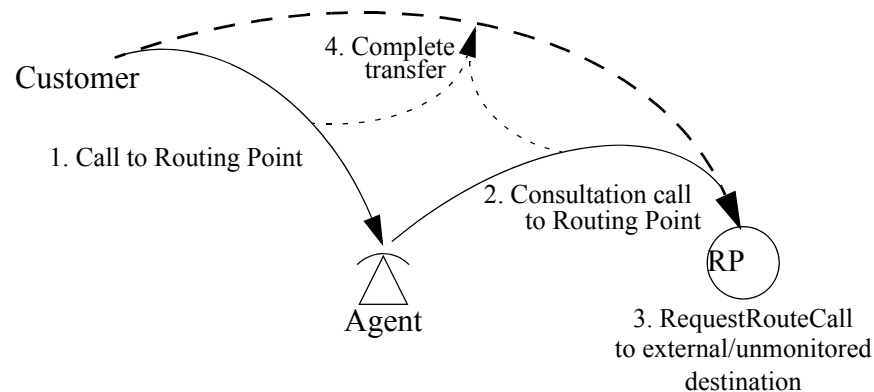 4. Complete
transfer
Customer
1. Call to Routing Point
2. Consultation call
to Routing Point
RP
Agent
3. RequestRouteCall
to external/unmonitored
destination